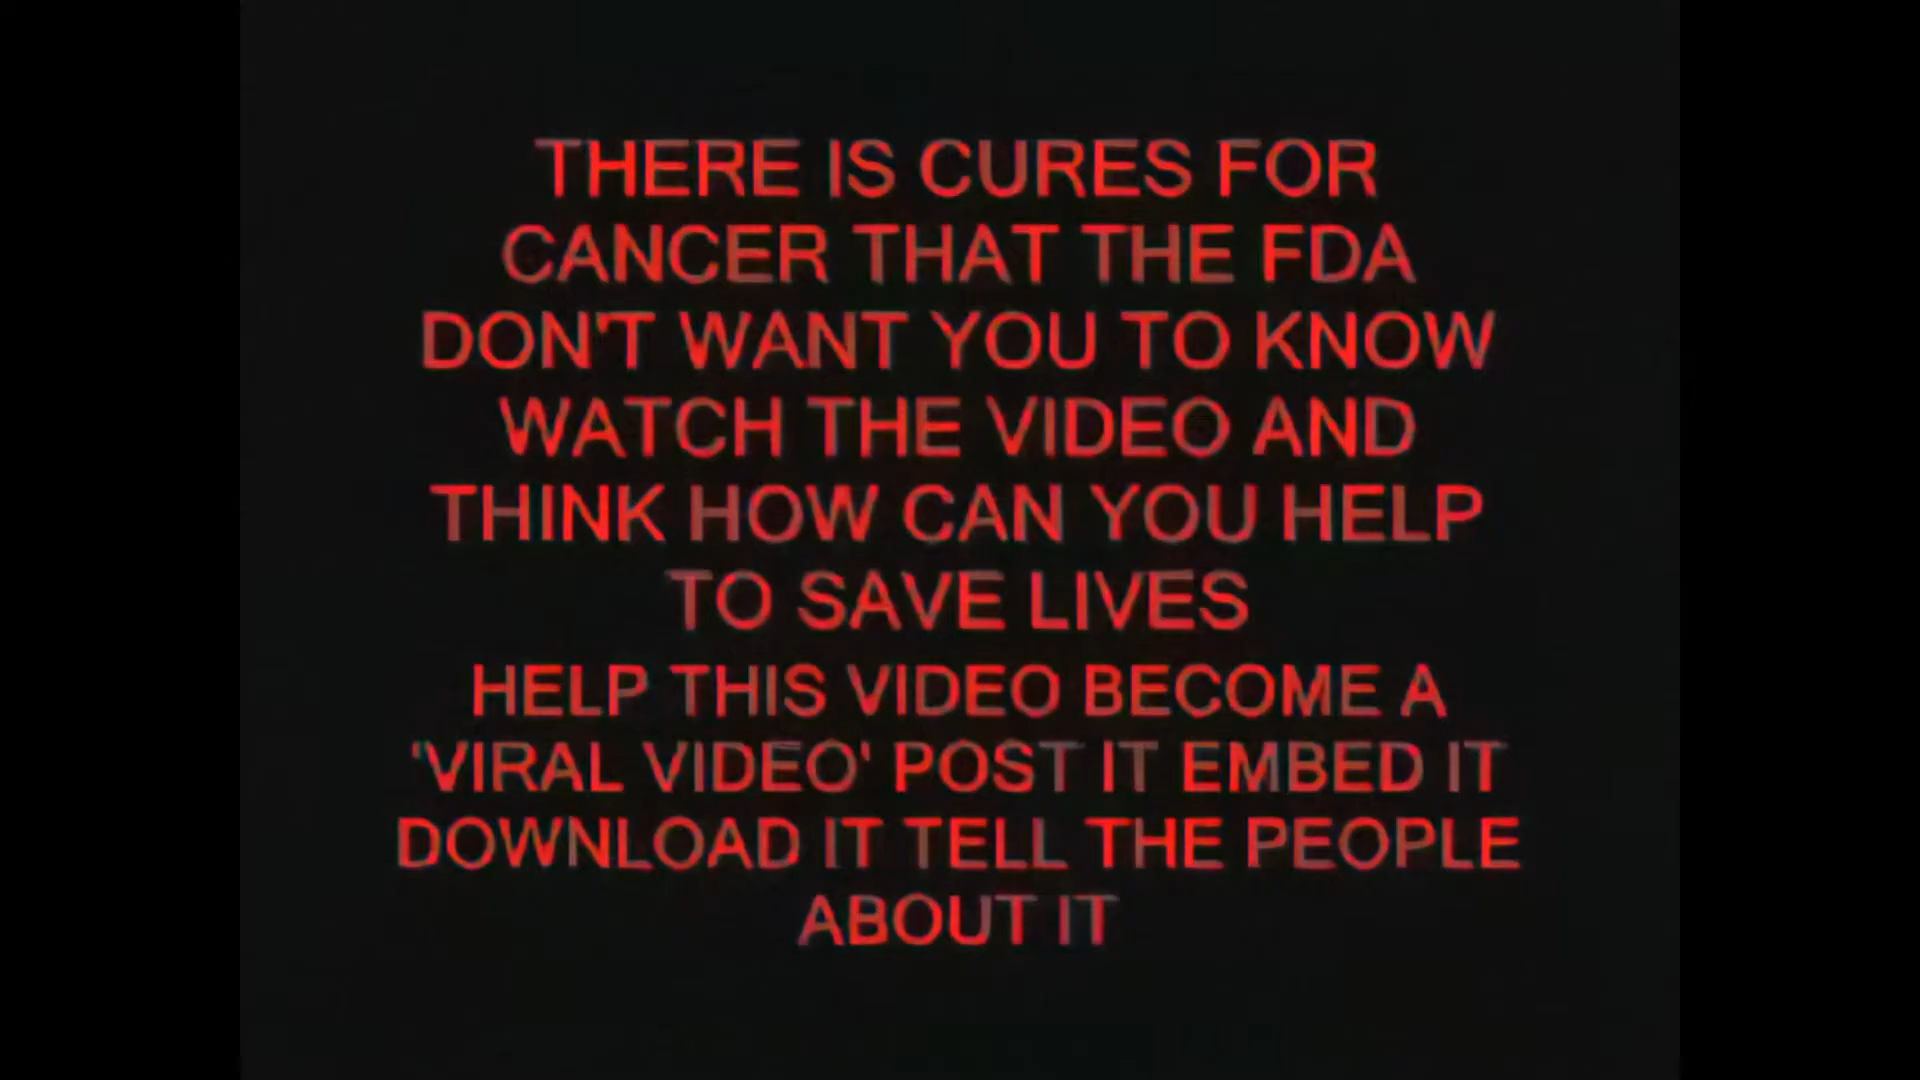 THERE IS CURES FOR
CANCER THAT THE FDA
DON'T WANT YOU TO KNOW
WATCH THE VIDEO AND
THINK HOW CAN YOU HELP
TO SAVE LIVES
HELP THIS VIDEO BECOME A
'VIRAL VIDEO' POST IT EMBED IT
DOWNLOAD IT TELL THE PEOPLE
ABOUT IT